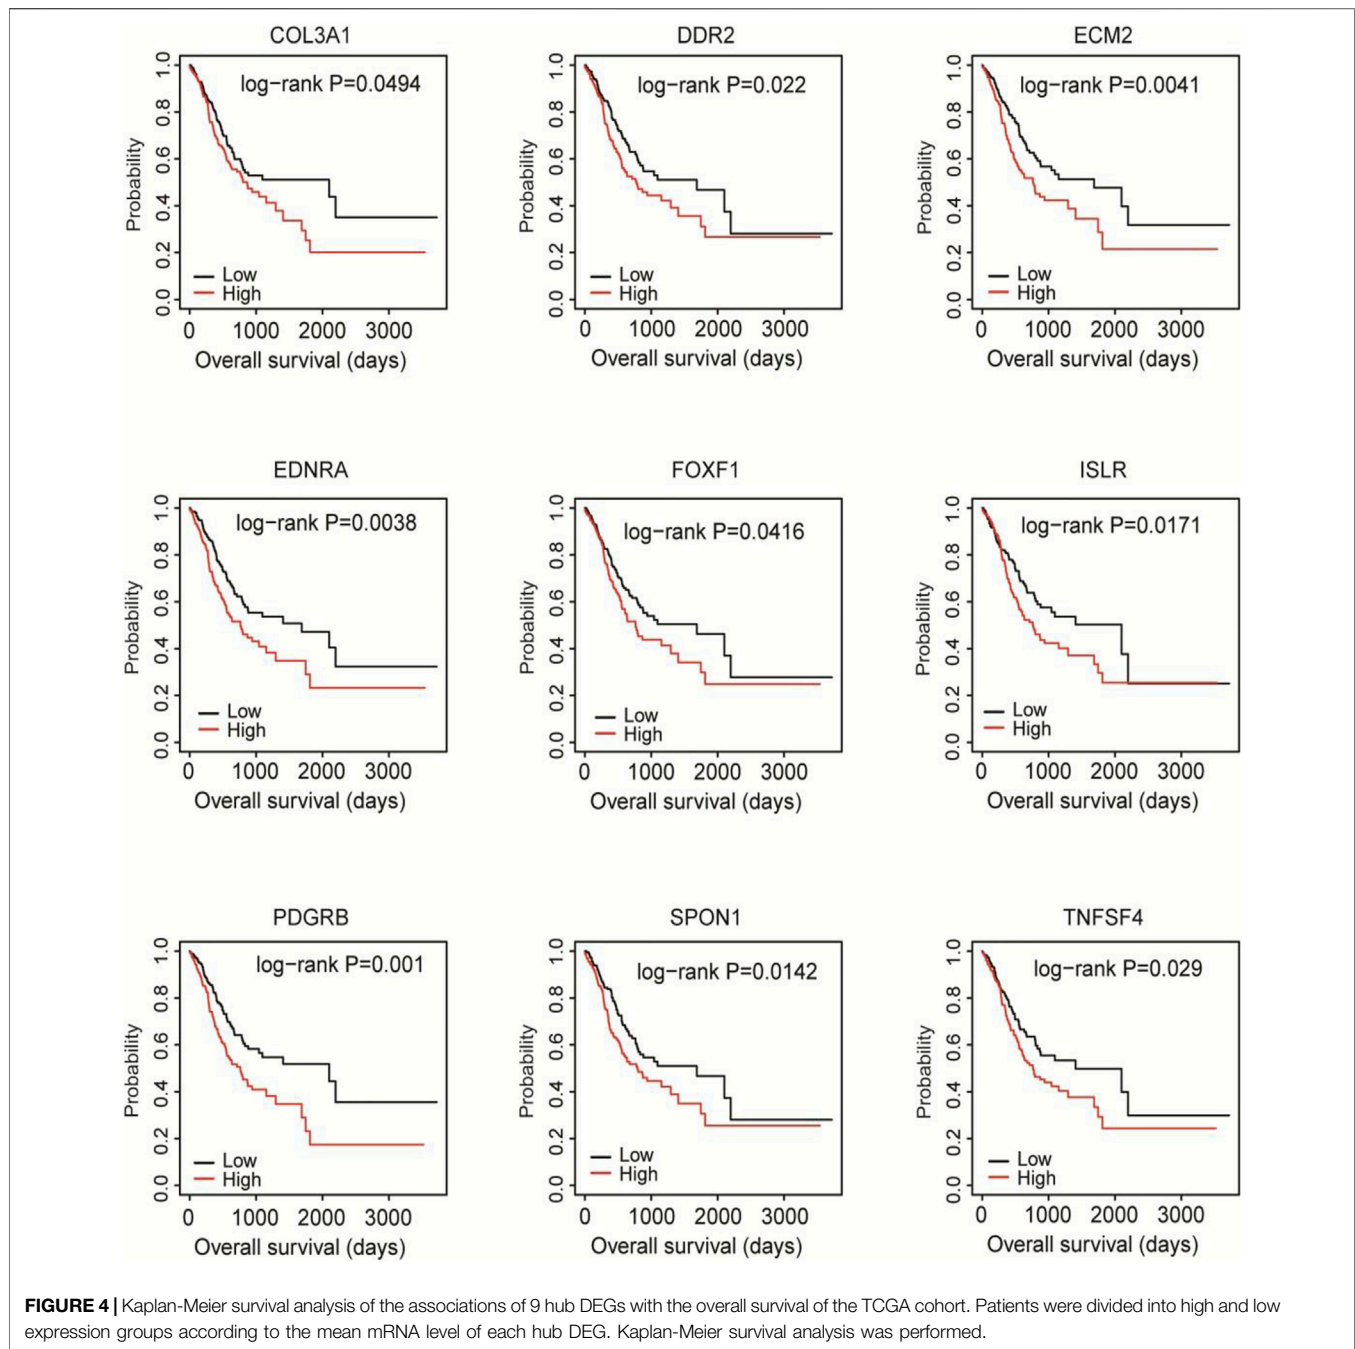 COL3A1
log-rank P=0.0494
Probability
0.0 0.2 0.4 0.6 0.8 1.0
Low
High
0 1000 2000 3000
Overall survival (days)
DDR2
log-rank P=0.022
Probability
0.0 0.2 0.4 0.6 0.8 1.0
Low
High
0 1000 2000 3000
Overall survival (days)
ECM2
log-rank P=0.0041
Probability
0.0 0.2 0.4 0.6 0.8 1.0
Low
High
0 1000 2000 3000
Overall survival (days)
EDNRA
log-rank P=0.0038
Probability
0.0 0.2 0.4 0.6 0.8 1.0
Low
High
0 1000 2000 3000
Overall survival (days)
FOXF1
log-rank P=0.0416
Probability
0.0 0.2 0.4 0.6 0.8 1.0
Low
High
0 1000 2000 3000
Overall survival (days)
ISLR
log-rank P=0.0171
Probability
0.0 0.2 0.4 0.6 0.8 1.0
Low
High
0 1000 2000 3000
Overall survival (days)
PDGRB
log-rank P=0.001
Probability
0.0 0.2 0.4 0.6 0.8 1.0
Low
High
0 1000 2000 3000
Overall survival (days)
SPON1
log-rank P=0.0142
Probability
0.0 0.2 0.4 0.6 0.8 1.0
Low
High
0 1000 2000 3000
Overall survival (days)
TNFSF4
log-rank P=0.029
Probability
0.0 0.2 0.4 0.6 0.8 1.0
Low
High
0 1000 2000 3000
Overall survival (days)
FIGURE 4 | Kaplan-Meier survival analysis of the associations of 9 hub DEGs with the overall survival of the TCGA cohort. Patients were divided into high and low
expression groups according to the mean mRNA level of each hub DEG. Kaplan-Meier survival analysis was performed.